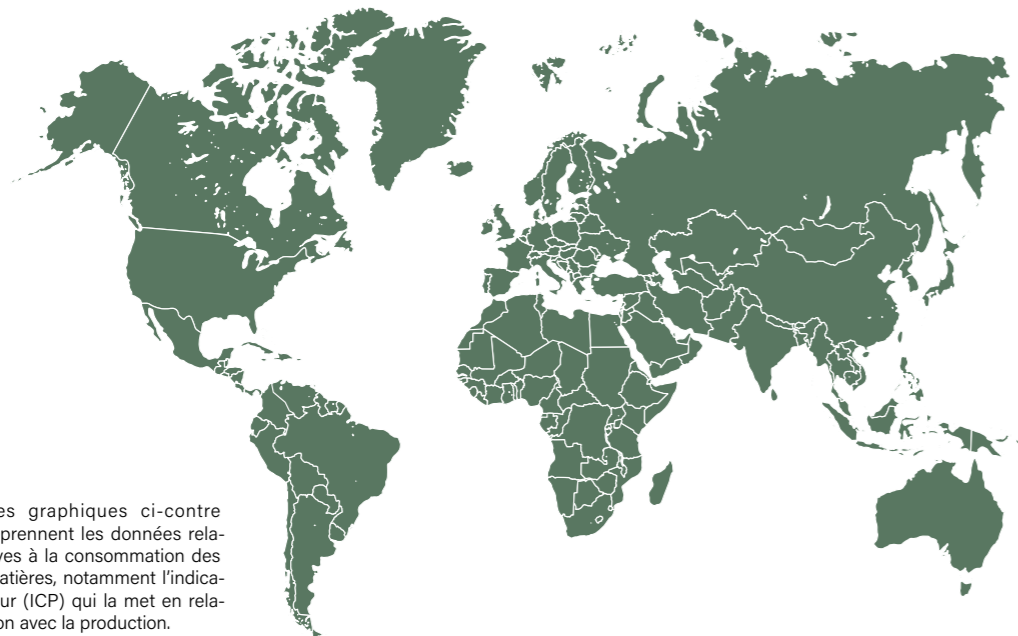 es graphiques ci-contre
prennent les données rela-
ves à la consommation des
atières, notamment l'indica-
ur (ICP) qui la met en rela-
on avec la production.